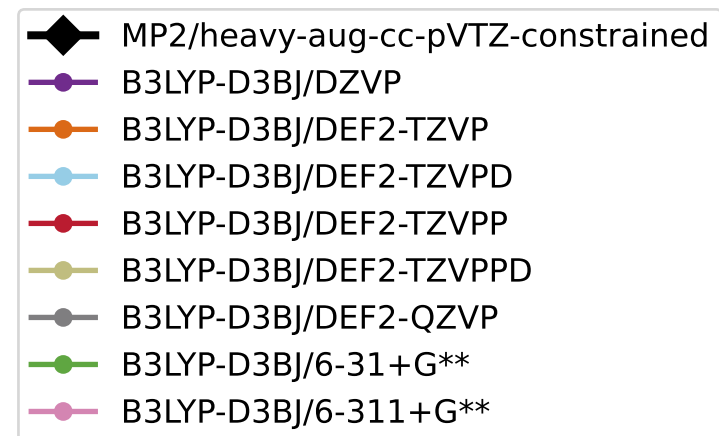 MP2/heavy-aug-cc-pVTZ-constrained
B3LYP-D3BJ/DZVP
B3LYP-D3BJ/DEF2-TZVP
B3LYP-D3BJ/DEF2-TZVPD
B3LYP-D3BJ/DEF2-TZVPP
B3LYP-D3BJ/DEF2-TZVPPD
B3LYP-D3BJ/DEF2-QZVP
B3LYP-D3BJ/6-31+G**
B3LYP-D3BJ/6-311+G**